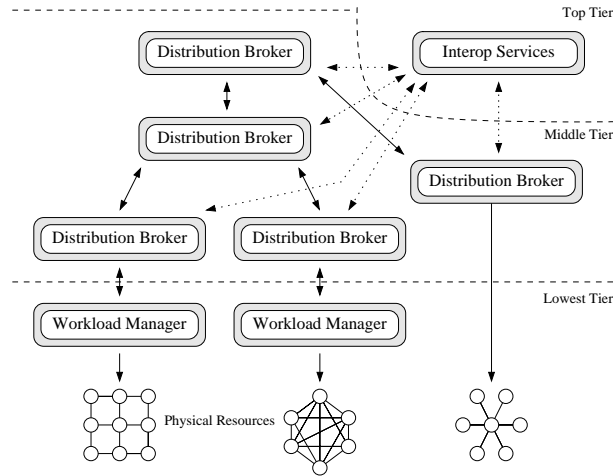 Top Tier
Distribution Broker
Interop Services
Distribution Broker
Middle Tier
Distribution Broker
Distribution Broker
Distribution Broker
Lowest Tier
Workload Manager
Workload Manager
Physical Resources